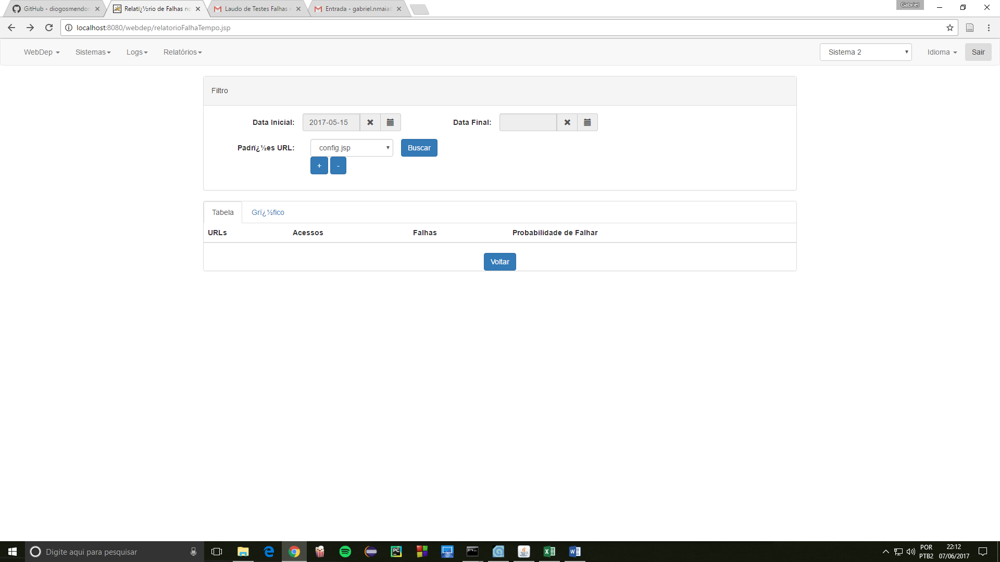 GitHub - diogosmendor
Relatï¿½rio de Falhas no
Laudo de Testes Falhas
Entrada - gabriel.nmaia
Gabriel
localhost:8080/webdep/relatorioFalhaTempo.jsp
WebDep Sistemas Logs Relatórios Sistema 2 Idioma Sair
Filtro
Data Inicial: 2017-05-15 Data Final:
Padrï¿½es URL: config.jsp Buscar
+ -
Tabela Grï¿½fico
URLs Acessos Falhas Probabilidade de Falhar
Voltar
Digite aqui para pesquisar
POR
PTB2
22:12
07/06/2017